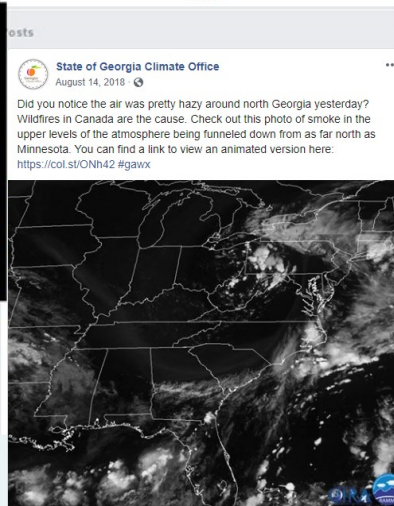 osts
State of Georgia Climate Office
August 14, 2018 ·
Did you notice the air was pretty hazy around north Georgia yesterday?
Wildfires in Canada are the cause. Check out this photo of smoke in the
upper levels of the atmosphere being funneled down from as far north as
Minnesota. You can find a link to view an animated version here:
https://col.st/ONh42 #gawx